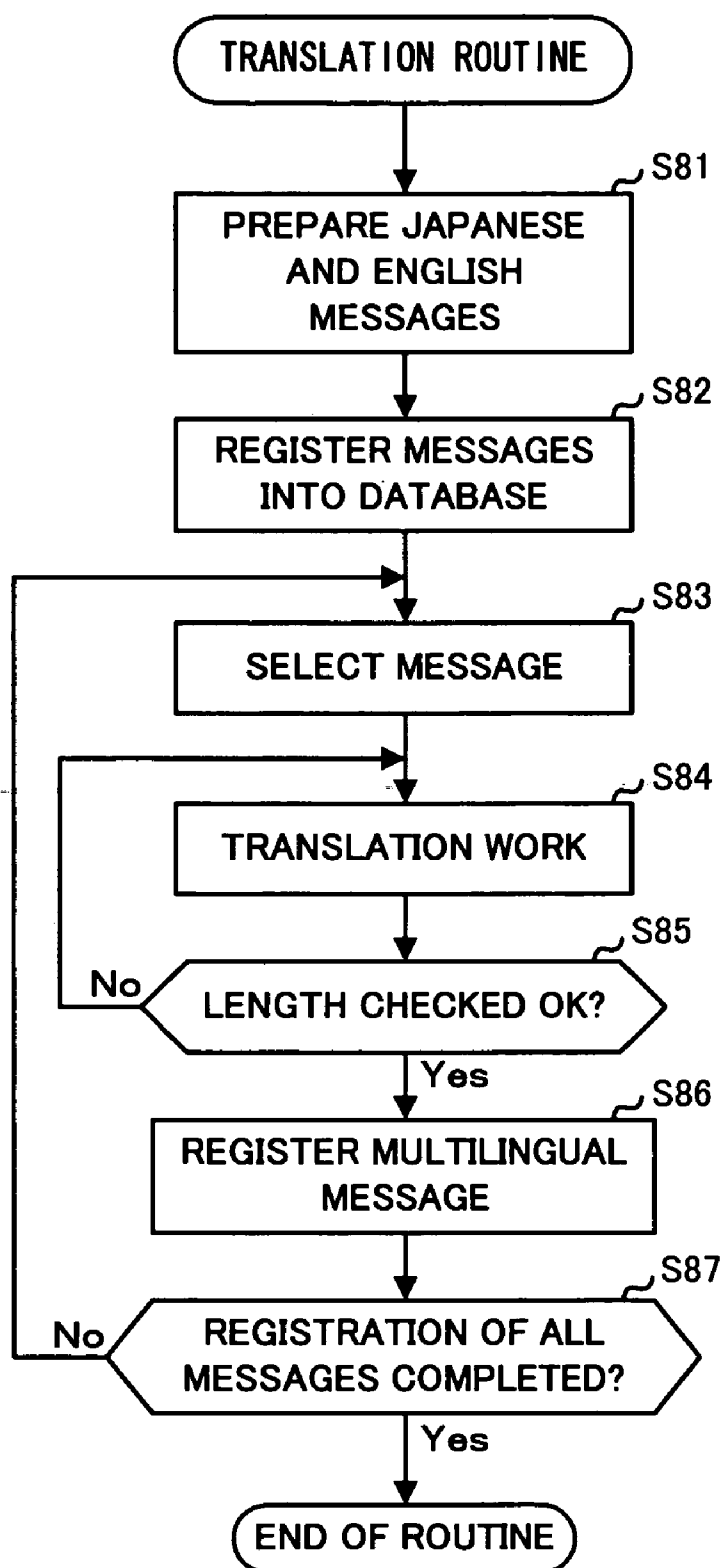 TRANSLATION ROUTINE
S81
PREPARE JAPANESE
AND ENGLISH
MESSAGES
S82
REGISTER MESSAGES
INTO DATABASE
S83
SELECT MESSAGE
S84
TRANSLATION WORK
S85
No
LENGTH CHECKED OK?
Yes
S86
REGISTER MULTILINGUAL
MESSAGE
S87
No
REGISTRATION OF ALL
MESSAGES COMPLETED?
Yes
END OF ROUTINE